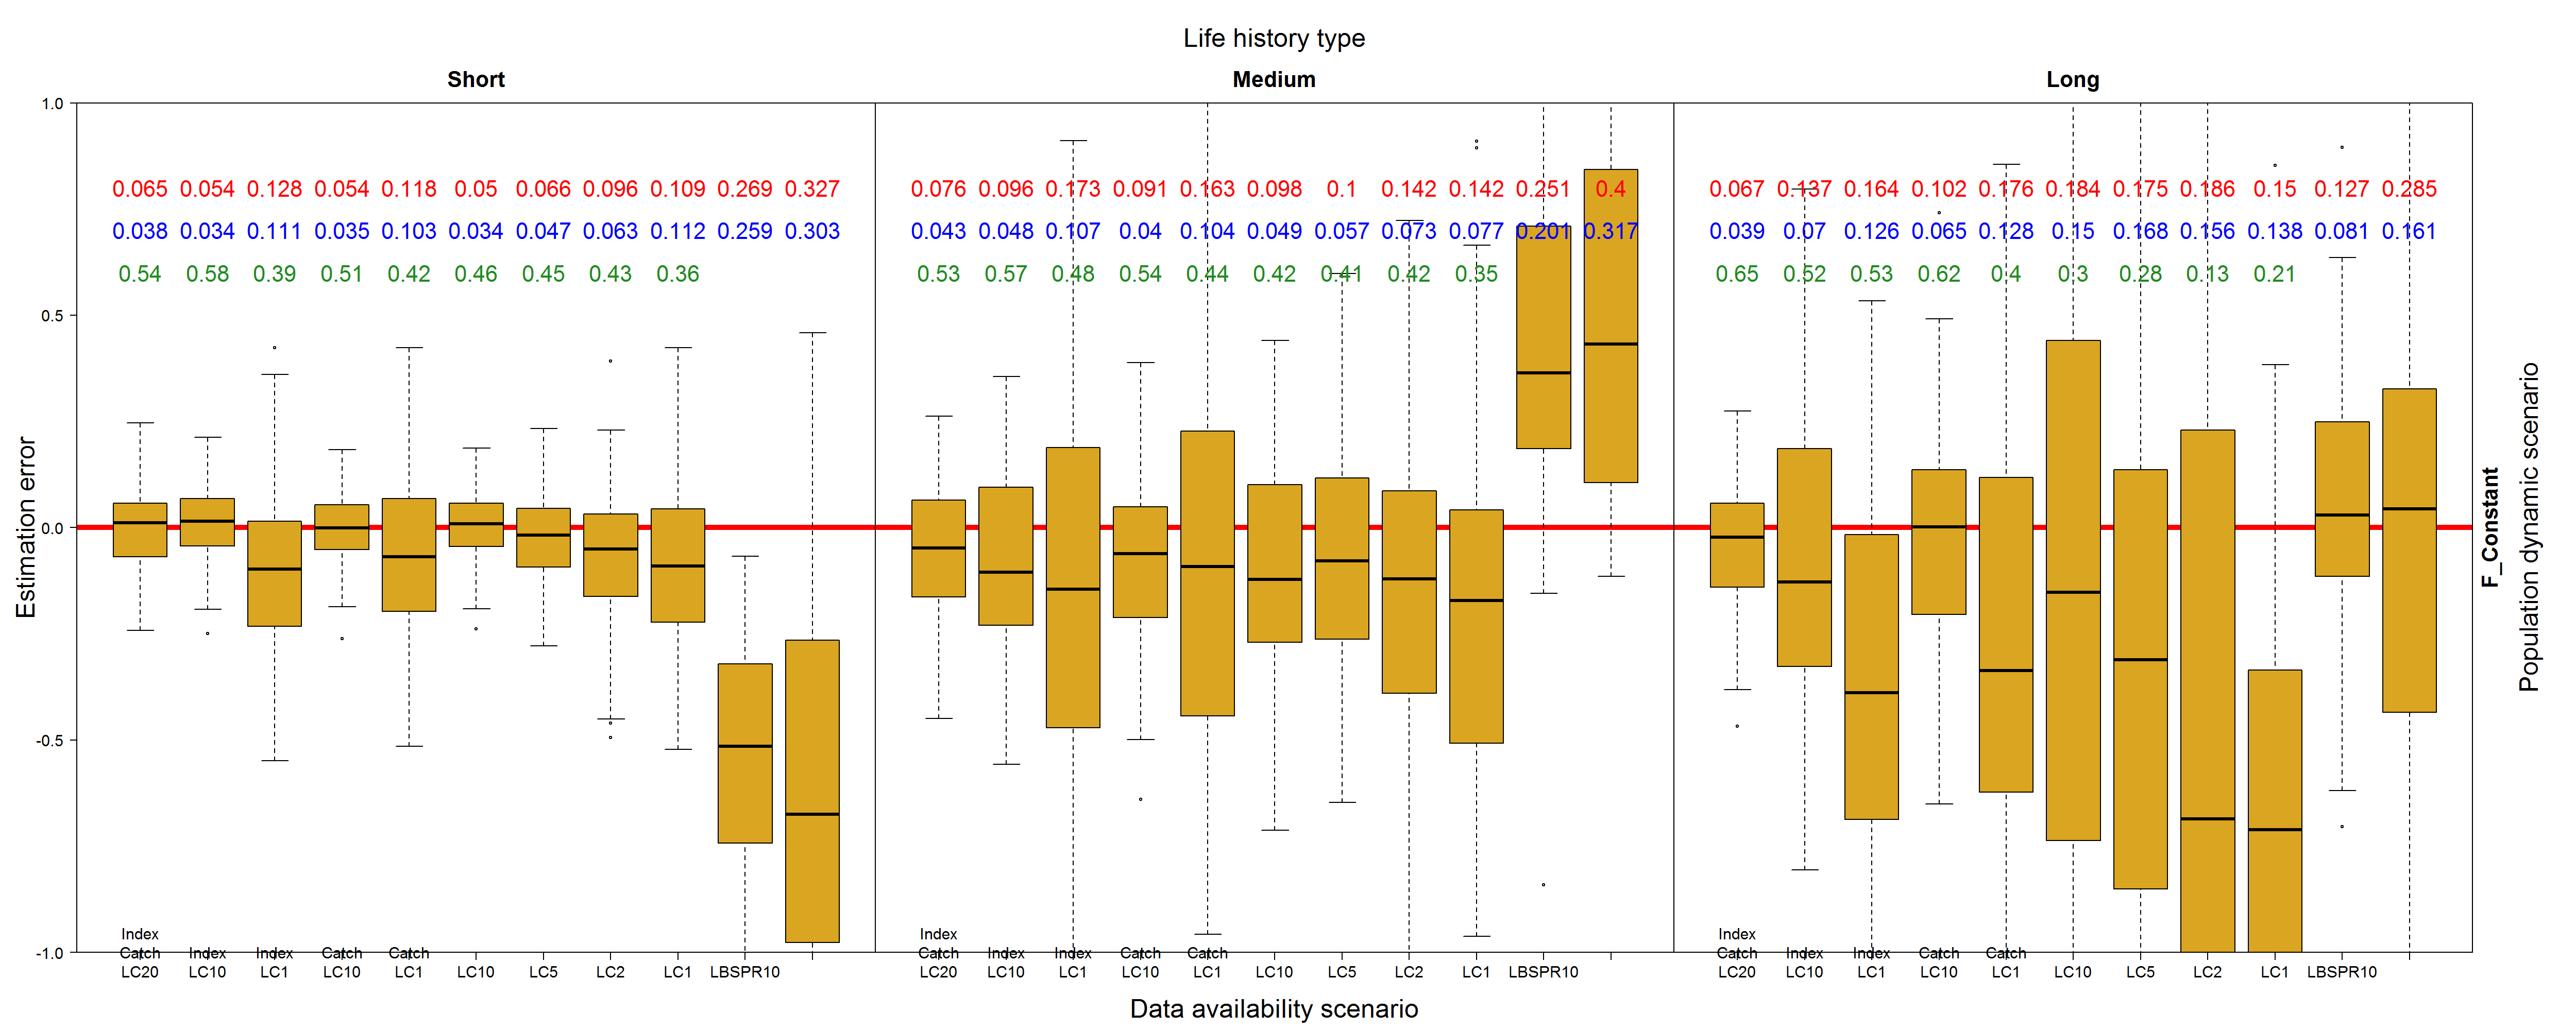 Life history type
Short Medium Long
1.0
0.065 0.054 0.128 0.054 0.118 0.05 0.066 0.096 0.109 0.269 0.327 0.076 0.096 0.173 0.091 0.163 0.098 0.1 0.142 0.142 0.251 0.4 0.067 0.137 0.164 0.102 0.176 0.184 0.175 0.186 0.15 0.127 0.285
0.038 0.034 0.111 0.035 0.103 0.034 0.047 0.063 0.112 0.259 0.303 0.043 0.048 0.107 0.04 0.104 0.049 0.057 0.073 0.077 0.201 0.317 0.039 0.07 0.126 0.065 0.128 0.15 0.168 0.156 0.138 0.081 0.161
0.54 0.58 0.39 0.51 0.42 0.46 0.45 0.43 0.36 0.53 0.57 0.48 0.54 0.44 0.42 0.41 0.42 0.35 0.65 0.52 0.53 0.62 0.4 0.3 0.28 0.13 0.21
0.5
0.0
-0.5
-1.0
Estimation error
F_Constant
Population dynamic scenario
Index Index Index
Catch Index Index Catch Catch Catch Index Index Catch Catch Catch Index Index Catch Catch
LC20 LC10 LC1 LC10 LC1 LC10 LC5 LC2 LC1 LBSPR10 LC20 LC10 LC1 LC10 LC1 LC10 LC5 LC2 LC1 LBSPR10 LC20 LC10 LC1 LC10 LC1 LC10 LC5 LC2 LC1 LBSPR10
Data availability scenario